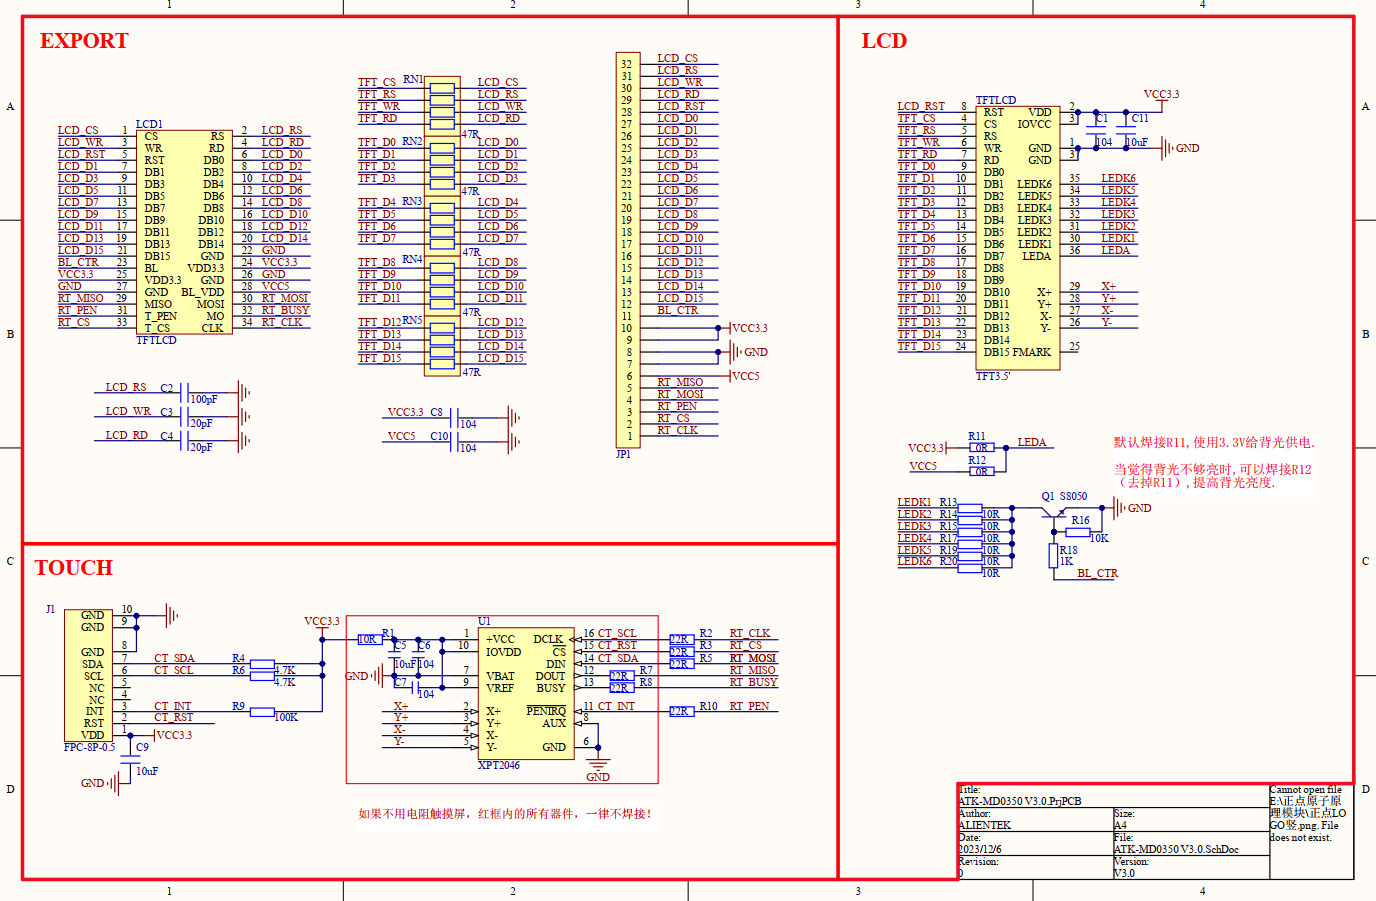 1 2 3 4
EXPORT
LCD
A
LCD1
LCD_CS 1 CS RS 2 LCD_RS
LCD_WR 3 WR RD 4 LCD_RD
LCD_RST 5 RST DB0 6 LCD_D0
LCD_D1 7 DB1 DB2 8 LCD_D2
LCD_D3 9 DB3 DB4 10 LCD_D4
LCD_D5 11 DB5 DB6 12 LCD_D6
LCD_D7 13 DB7 DB8 14 LCD_D8
LCD_D9 15 DB9 DB10 16 LCD_D10
LCD_D11 17 DB11 DB12 18 LCD_D12
LCD_D13 19 DB13 DB14 20 LCD_D14
LCD_D15 21 DB15 GND 22 GND
BL_CTR 23 BL VDD3.3 24 VCC3.3
VCC3.3 25 VDD3.3 GND 26 GND
GND 27 GND BL_VDD 28 VCC5
RT_MISO 29 MISO MOSI 30 RT_MOSI
RT_PEN 31 T_PEN MO 32 RT_BUSY
RT_CS 33 T_CS CLK 34 RT_CLK
TFTLCD
LCD_RS C2 100pF
LCD_WR C3 20pF
LCD_RD C4 20pF
RN1
TFT_CS LCD_CS
TFT_RS LCD_RS
TFT_WR LCD_WR
TFT_RD LCD_RD
47R
RN2
TFT_D0 LCD_D0
TFT_D1 LCD_D1
TFT_D2 LCD_D2
TFT_D3 LCD_D3
47R
RN3
TFT_D4 LCD_D4
TFT_D5 LCD_D5
TFT_D6 LCD_D6
TFT_D7 LCD_D7
47R
RN4
TFT_D8 LCD_D8
TFT_D9 LCD_D9
TFT_D10 LCD_D10
TFT_D11 LCD_D11
47R
RN5
TFT_D12 LCD_D12
TFT_D13 LCD_D13
TFT_D14 LCD_D14
TFT_D15 LCD_D15
47R
VCC3.3 C8 104
VCC5 C10 104
32 LCD_CS
31 LCD_RS
30 LCD_WR
29 LCD_RD
28 LCD_RST
27 LCD_D0
26 LCD_D1
25 LCD_D2
24 LCD_D3
23 LCD_D4
22 LCD_D5
21 LCD_D6
20 LCD_D7
19 LCD_D8
18 LCD_D9
17 LCD_D10
16 LCD_D11
15 LCD_D12
14 LCD_D13
13 LCD_D14
12 LCD_D15
11 BL_CTR
10 VCC3.3
9
8 GND
7
6 VCC5
5 RT_MISO
4 RT_MOSI
3 RT_PEN
2 RT_CS
1 RT_CLK
JP1
TFTLCD
LCD_RST 8 RST VDD 2 VCC3.3
TFT_CS 4 CS IOVCC 3
TFT_RS 5 RS C1 104 C11 10uF
TFT_WR 6 WR GND 1 GND
TFT_RD 7 RD GND 3
TFT_D0 9 DB0
TFT_D1 10 DB1 LEDK6 35 LEDK6
TFT_D2 11 DB2 LEDK5 34 LEDK5
TFT_D3 12 DB3 LEDK4 33 LEDK4
TFT_D4 13 DB4 LEDK3 32 LEDK3
TFT_D5 14 DB5 LEDK2 31 LEDK2
TFT_D6 15 DB6 LEDK1 30 LEDK1
TFT_D7 16 DB7 LEDA 36 LEDA
TFT_D8 17 DB8
TFT_D9 18 DB9
TFT_D10 19 DB10 X+ 29 X+
TFT_D11 20 DB11 Y+ 28 Y+
TFT_D12 21 DB12 X- 27 X-
TFT_D13 22 DB13 Y- 26 Y-
TFT_D14 23 DB14
TFT_D15 24 DB15 FMARK 25
TFT3.5'
VCC3.3 R11 0R LEDA
VCC5 R12 0R
默认焊接R11,使用3.3V给背光供电.
当觉得背光不够亮时,可以焊接R12
（去掉R11）,提高背光亮度.
Q1 S8050
GND
LEDK1 R13 10R
LEDK2 R14 10R
LEDK3 R15 10R
LEDK4 R17 10R
LEDK5 R19 10R
LEDK6 R20 10R
R16 10K
R18 1K
BL_CTR
A
B
B
C
C
D
D
TOUCH
J1
GND 10
GND 9
GND 8
SDA 7 CT_SDA R4 4.7K
SCL 6 CT_SCL R6 4.7K
NC 5
NC 4
INT 3 CT_INT R9 100K
RST 2 CT_RST
VDD 1 VCC3.3
FPC-8P-0.5
C9
10uF
GND
VCC3.3
10R R1
C5 10uF C6 104
GND
C7 104
U1
1 +VCC DCLK 16 CT_SCL 22R R2 RT_CLK
10 IOVDD CS 15 CT_RST 22R R3 RT_CS
DIN 14 CT_SDA 22R R5 RT_MOSI
7 VBAT DOUT 12 22R R7 RT_MISO
9 VREF BUSY 13 22R R8 RT_BUSY
X+ 2 X+ PENIRQ 11 CT_INT 22R R10 RT_PEN
Y+ 3 Y+ AUX 8
X- 4 X-
Y- 5 Y- GND 6
XPT2046
GND
如果不用电阻触摸屏，红框内的所有器件，一律不焊接！
Title:
ATK-MD0350 V3.0.PrjPCB
Author:
ALIENTEK
Size:
A4
Date:
2023/12/6
File:
ATK-MD0350 V3.0.SchDoc
Revision:
0
Version:
V3.0
Cannot open file
E:\正点原子原
理模块\正点LO
GO竖.png. File
does not exist.
1 2 3 4